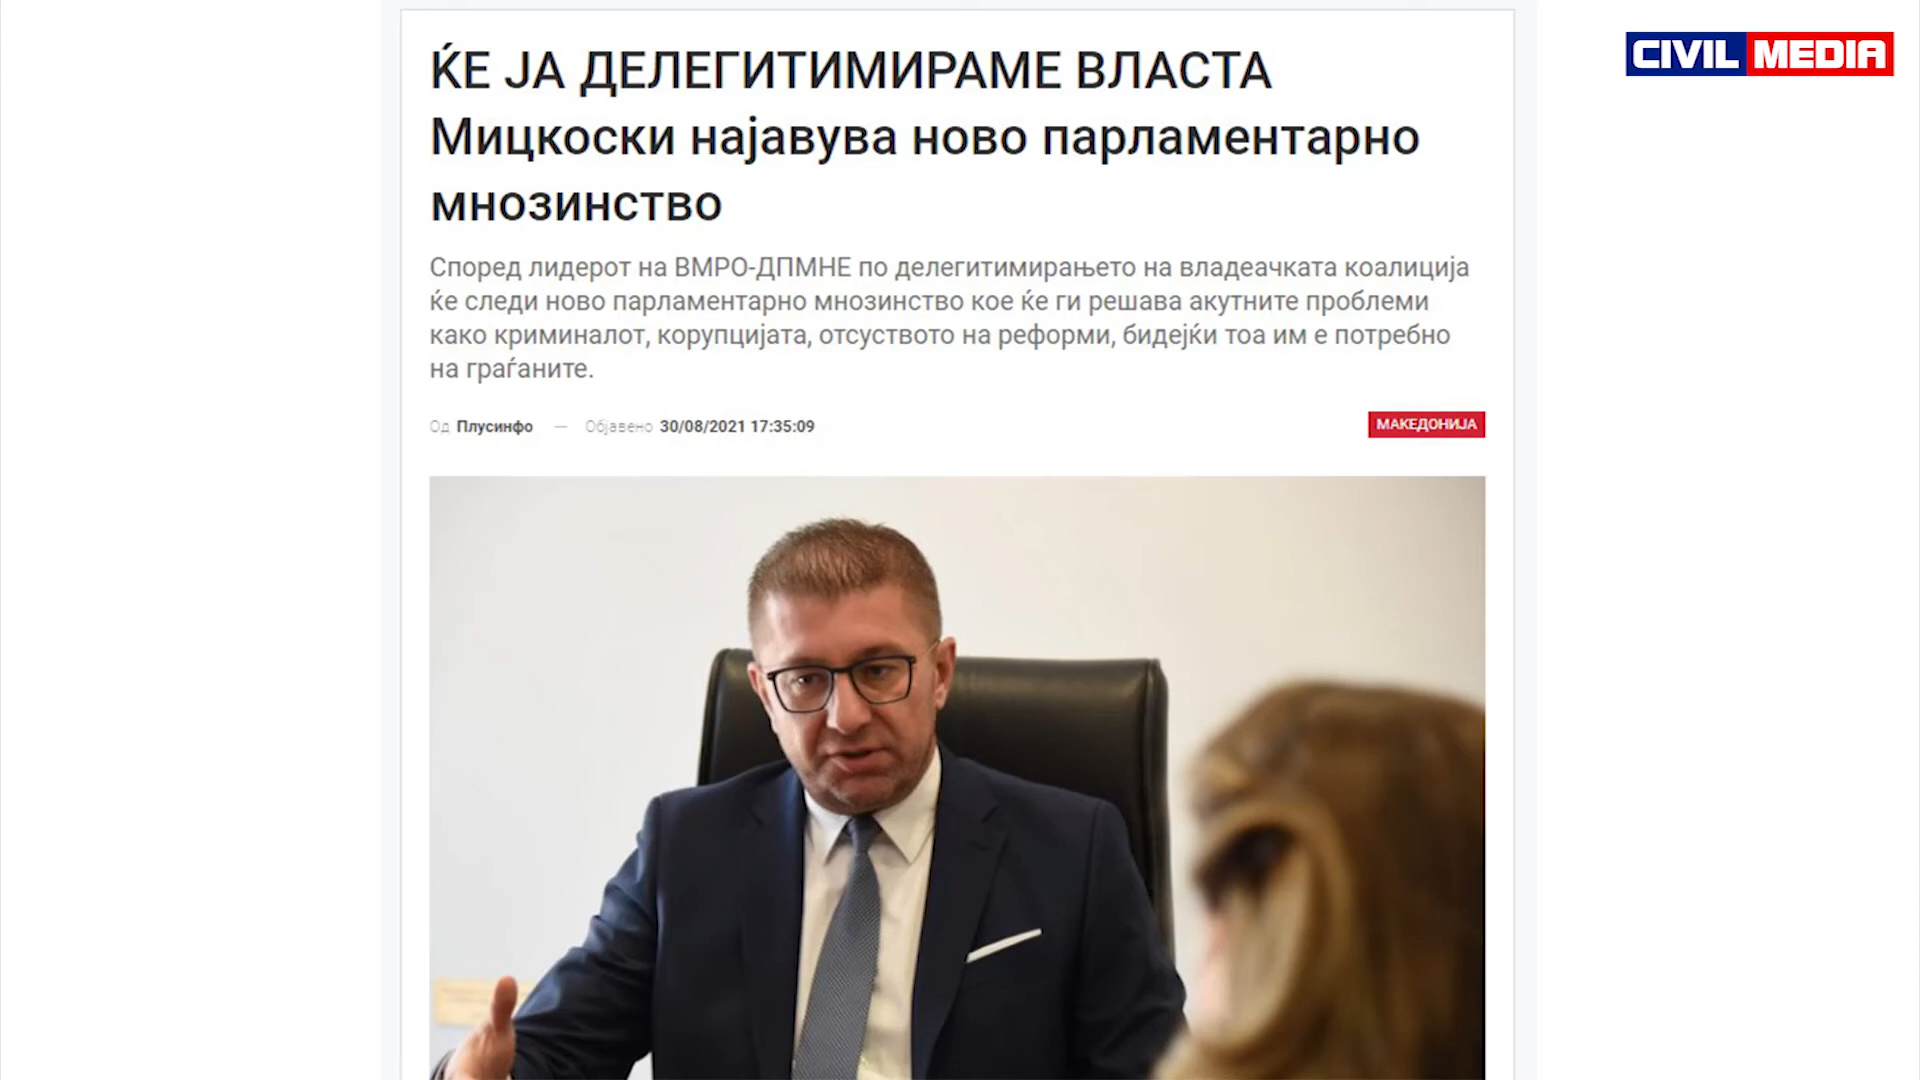 ЌЕ ЈА ДЕЛЕГИТИМИРАМЕ ВЛАСТА
Мицкоски најавува ново парламентарно
мнозинство
CIVIL MEDIA
Според лидерот на ВМРО-ДПМНЕ по делегитимирањето на владеачката коалиција
ќе следи ново парламентарно мнозинство кое ќе ги решава акутните проблеми
како криминалот, корупцијата, отсуството на реформи, бидејќи тоа им е потребно
на граѓаните.
Од Плусинфо — Објавено 30/08/2021 17:35:09
МАКЕДОНИЈА